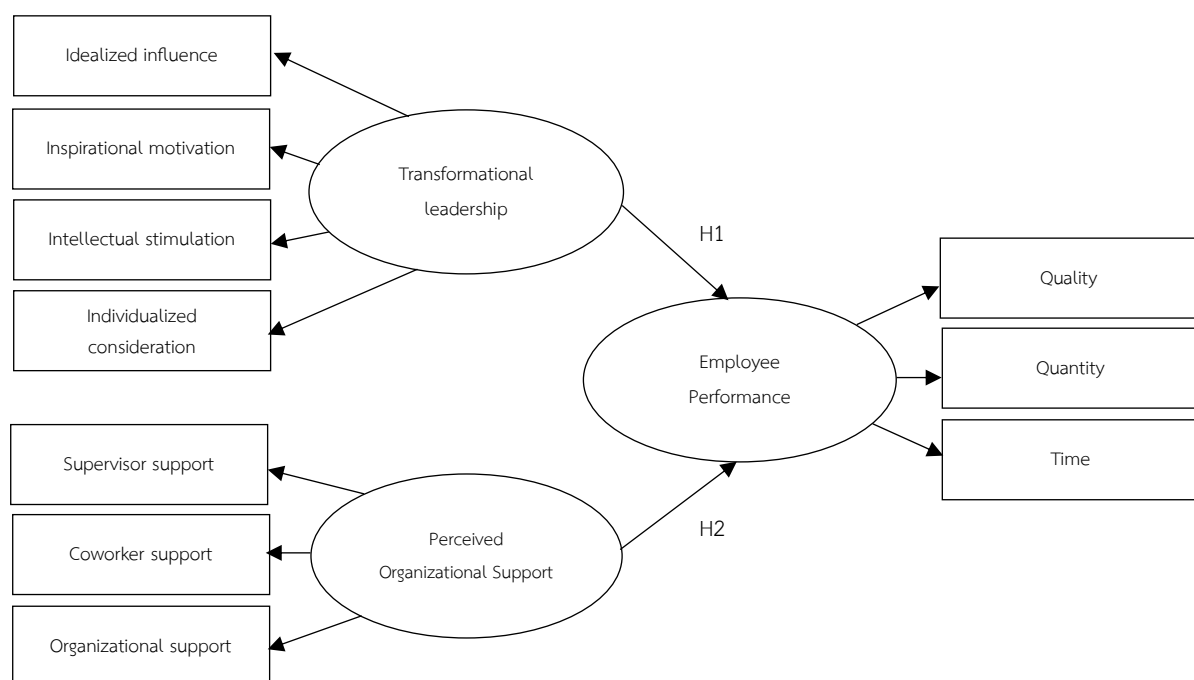 Idealized influence
Inspirational motivation
Intellectual stimulation
Individualized
consideration
Transformational
leadership
H1
Supervisor support
Coworker support
Organizational support
Perceived
Organizational Support
H2
Employee
Performance
Quality
Quantity
Time